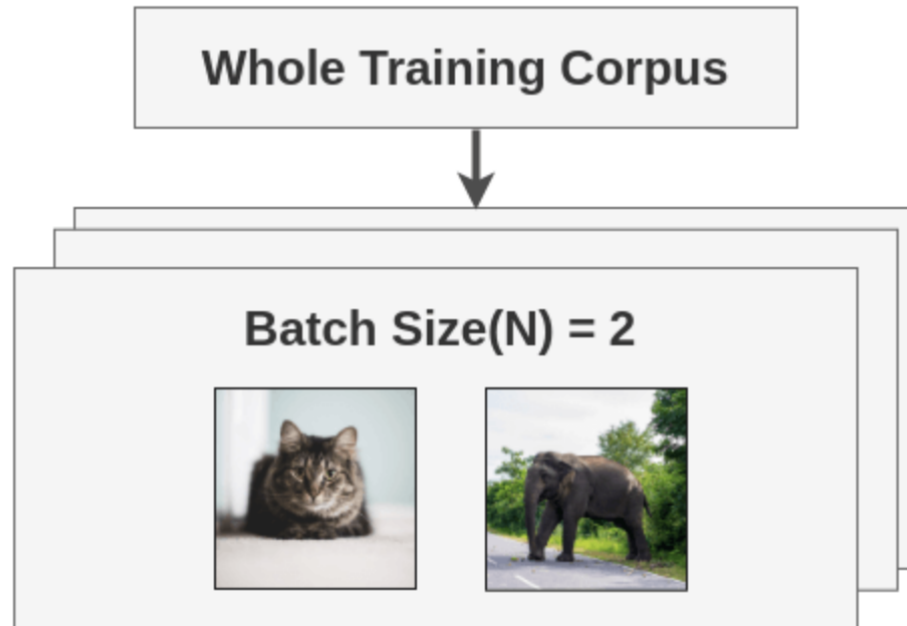 Whole Training Corpus
Batch Size(N) = 2